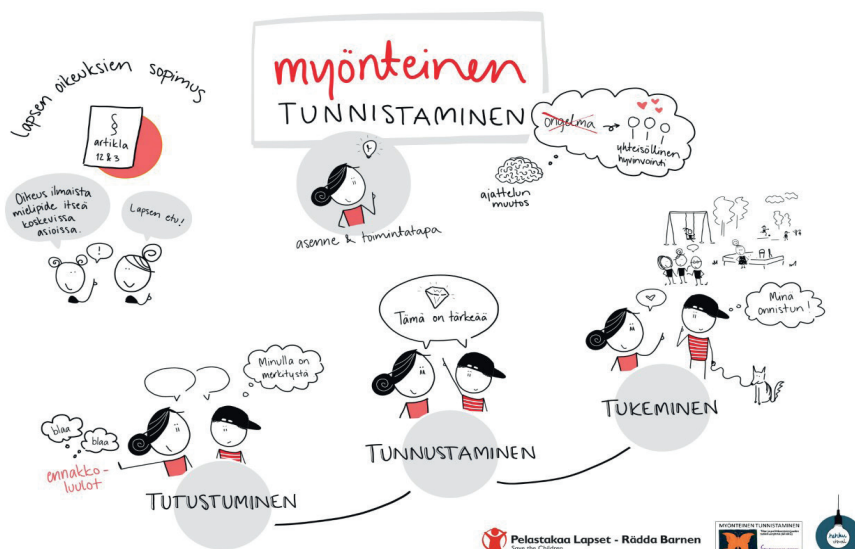 Lapsen oikeuksien sopimus
§
artikla
12 & 3
Oikeus ilmaista
mielipide itseä
koskevissa
asioissa.
Lapsen etu!
!
myönteinen
TUNNISTAMINEN
asenne & toimintatapa
ongelma
yhteisöllinen
hyvinvointi
ajattelun
muutos
blaa
blaa
ennakko-
luulot
Minulla on
merkitystä
TUTUSTUMINEN
Tämä on tärkeää
TUNNUSTAMINEN
Minä
onnistun!
TUKEMINEN
Pelastakaa Lapset - Rädda Barnen
Save the Children
MYÖNTEINEN TUNNISTAMINEN